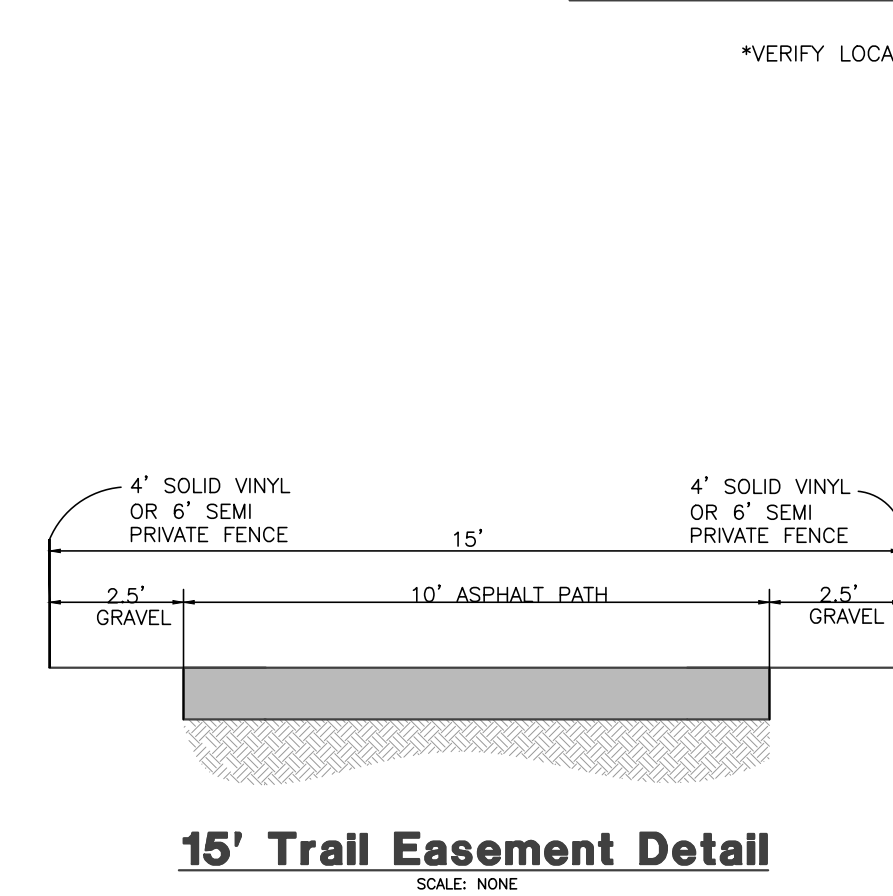 *VERIFY LOCA
4' SOLID VINYL
OR 6' SEMI
PRIVATE FENCE
4' SOLID VINYL
OR 6' SEMI
PRIVATE FENCE
15'
2.5'
GRAVEL
10' ASPHALT PATH
2.5'
GRAVEL
15' Trail Easement Detail
SCALE: NONE